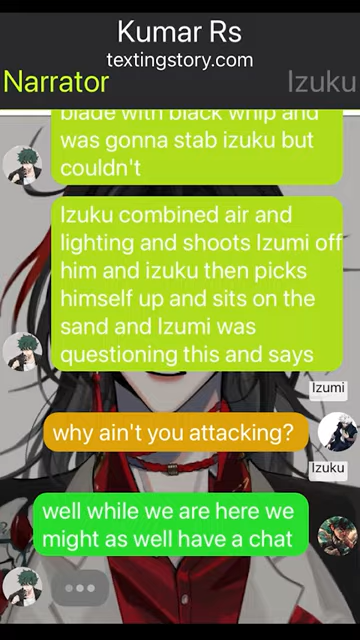 Kumar Rs
textingstory.com
Narrator
Izuku
blade with black whip and
was gonna stab izuku but
couldn't
Izuku combined air and
lighting and shoots Izumi off
him and izuku then picks
himself up and sits on the
sand and Izumi was
questioning this and says
Izumi
why ain't you attacking?
Izuku
well while we are here we
might as well have a chat